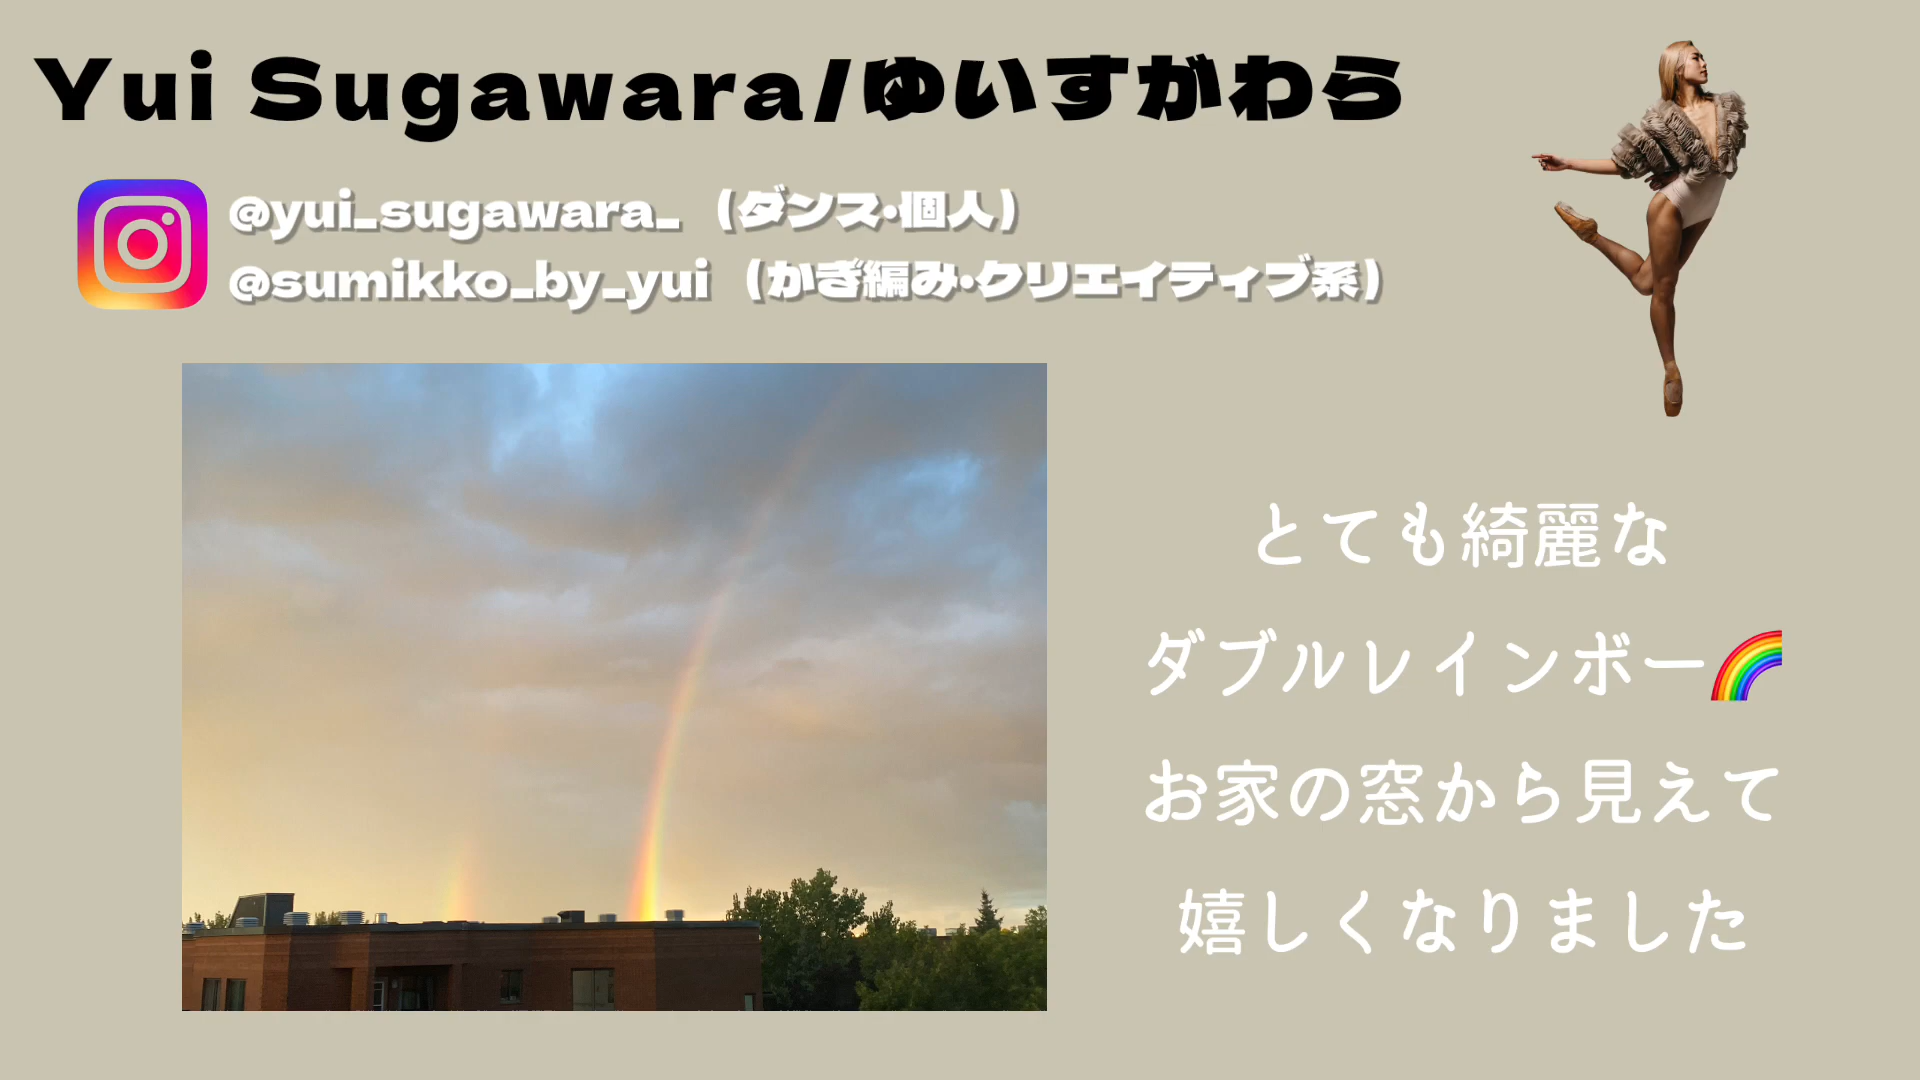 Yui Sugawara/ゆいすがわら
@yui_sugawara_（ダンス・個人）
@sumikko_by_yui（かぎ編み・クリエイティブ系）
とても綺麗な
ダブルレインボー🌈
お家の窓から見えて
嬉しくなりました